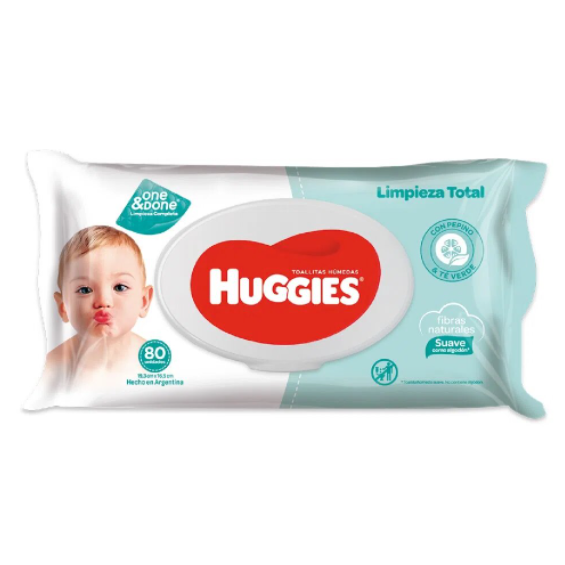 one
&done®
Limpieza Completa
Limpieza Total
CON PEPINO
& TÉ VERDE
TOALLITAS HÚMEDAS
HUGGIES®
fibras
naturales
Suave
como algodón*
80
unidades
Hecho en Argentina